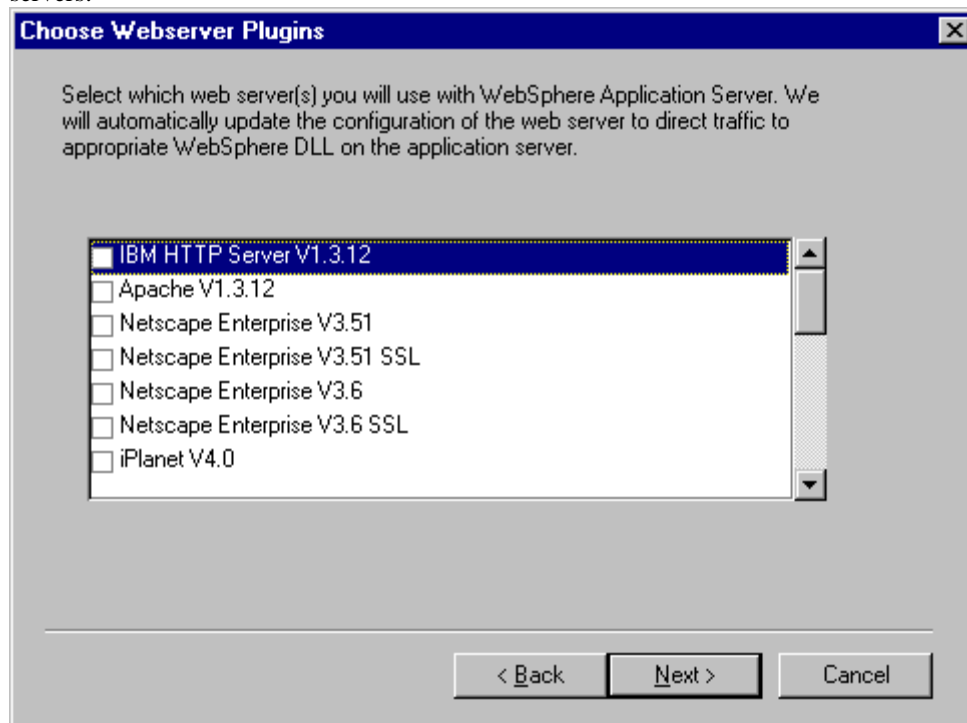 servers.
Choose Webserver Plugins
Select which web server(s) you will use with WebSphere Application Server. We
will automatically update the configuration of the web server to direct traffic to
appropriate WebSphere DLL on the application server.
IBM HTTP Server V1.3.12
Apache V1.3.12
Netscape Enterprise V3.51
Netscape Enterprise V3.51 SSL
Netscape Enterprise V3.6
Netscape Enterprise V3.6 SSL
iPlanet V4.0
< Back
Next >
Cancel